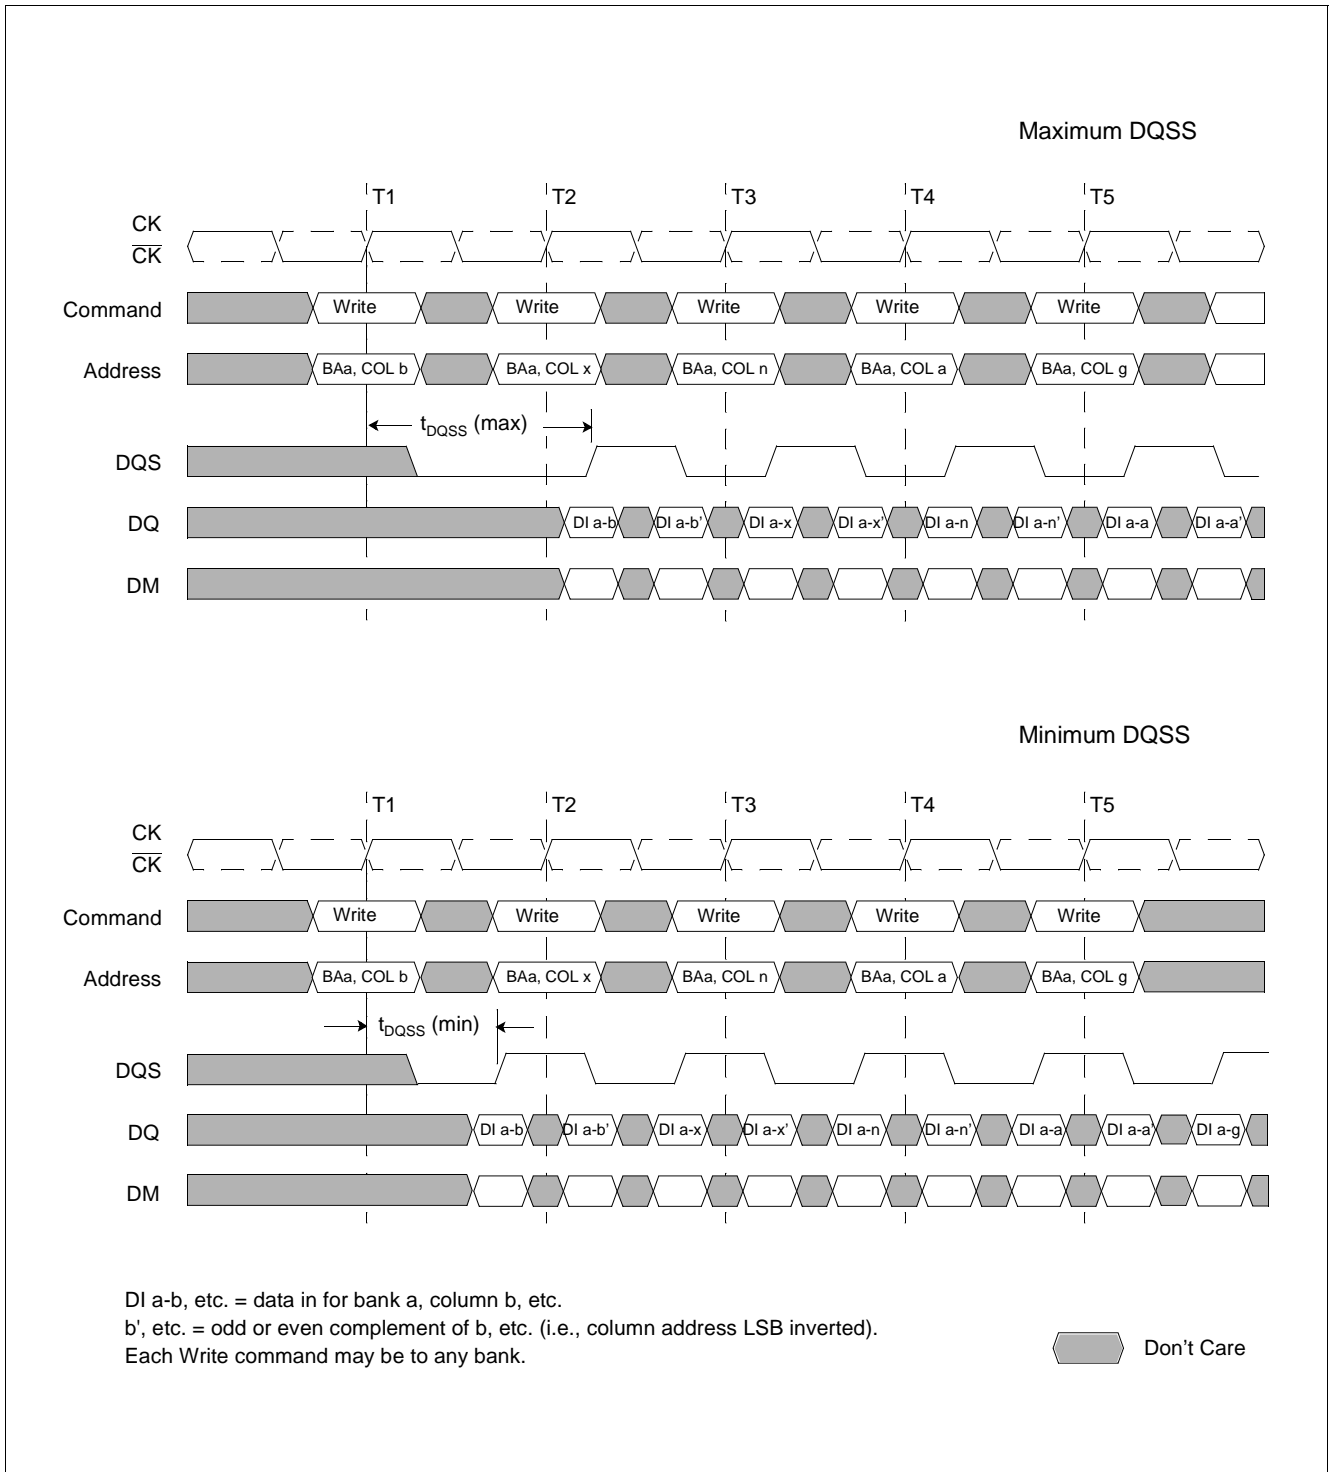 Maximum DQSS
T1 T2 T3 T4 T5
CK
CK
Command Write Write Write Write Write
Address BAa, COL b BAa, COL x BAa, COL n BAa, COL a BAa, COL g
tDQSS (max)
DQS
DQ DI a-b DI a-b' DI a-x DI a-x' DI a-n DI a-n' DI a-a DI a-a'
DM
Minimum DQSS
T1 T2 T3 T4 T5
CK
CK
Command Write Write Write Write Write
Address BAa, COL b BAa, COL x BAa, COL n BAa, COL a BAa, COL g
tDQSS (min)
DQS
DQ DI a-b DI a-b' DI a-x DI a-x' DI a-n DI a-n' DI a-a DI a-a' DI a-g
DM
DI a-b, etc. = data in for bank a, column b, etc.
b', etc. = odd or even complement of b, etc. (i.e., column address LSB inverted).
Each Write command may be to any bank.
Don't Care